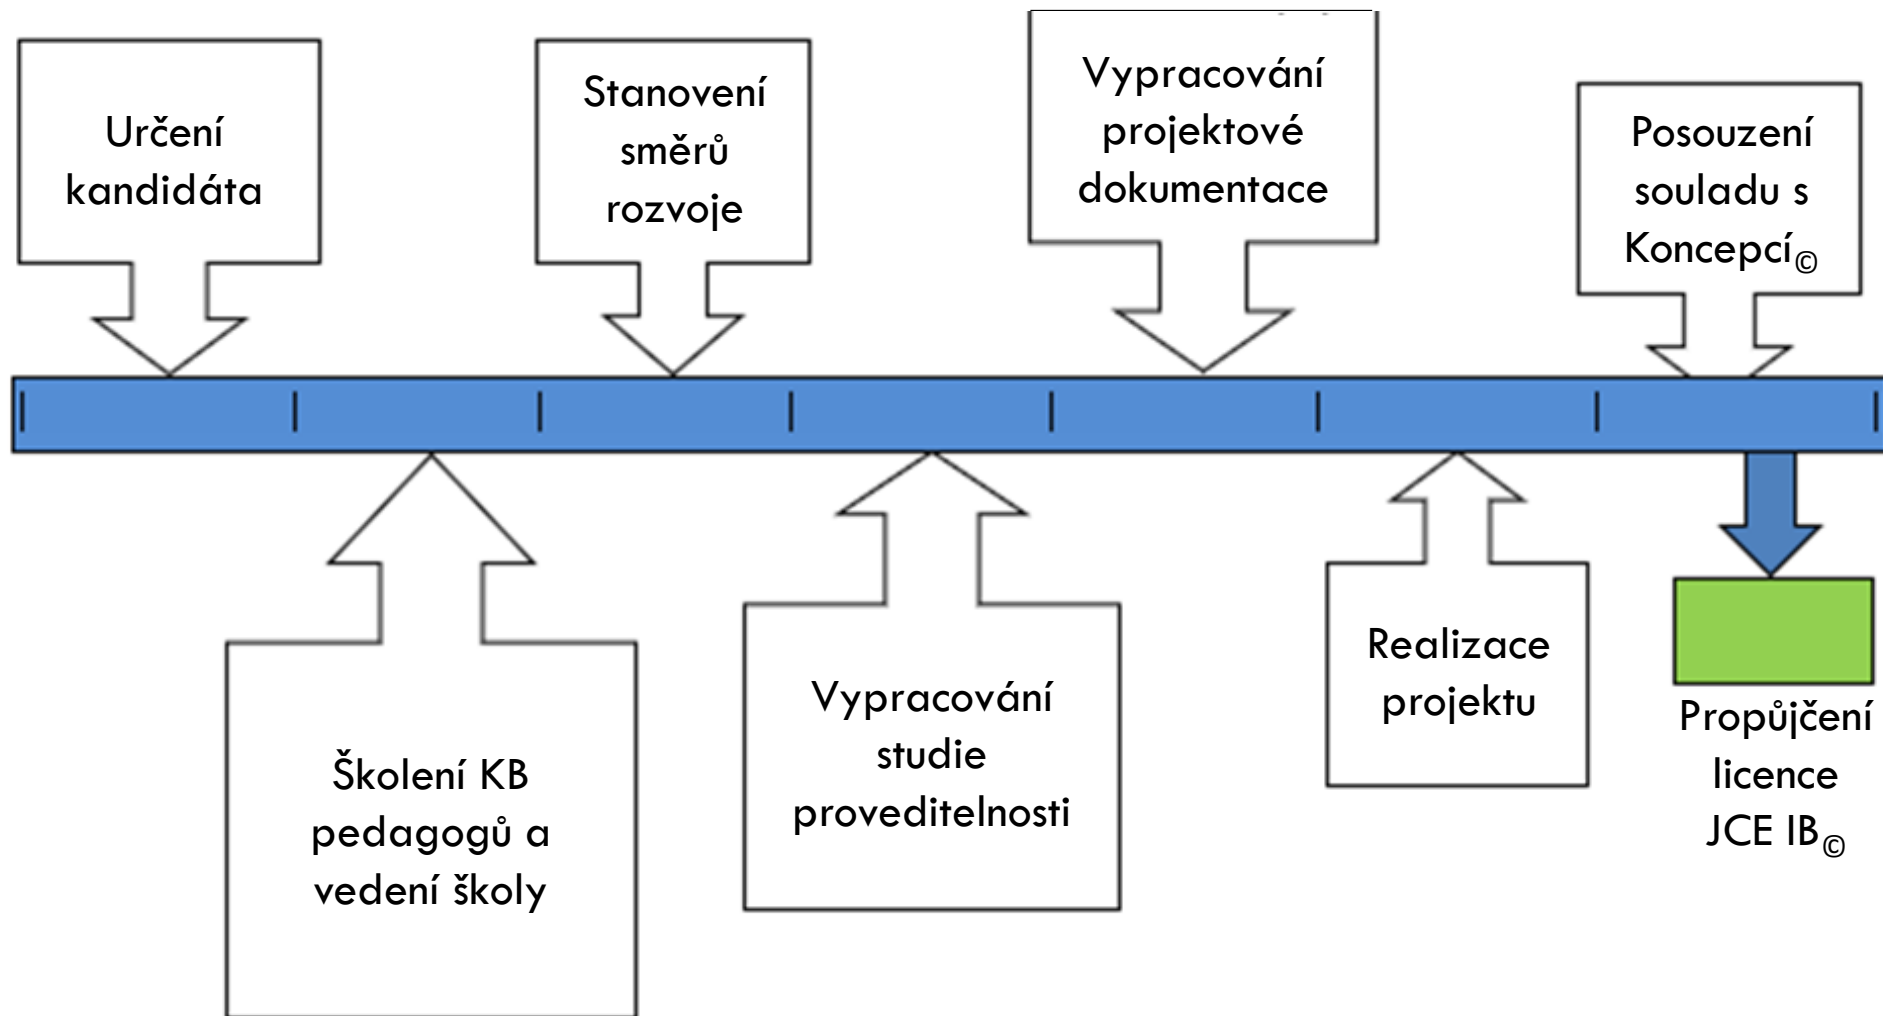 Určení
kandidáta
Stanovení
směrů
rozvoje
Vypracování
projektové
dokumentace
Posouzení
souladu s
Koncepcí©
Školení KB
pedagogů a
vedení školy
Vypracování
studie
proveditelnosti
Realizace
projektu
Propůjčení
licence
JCE IB©